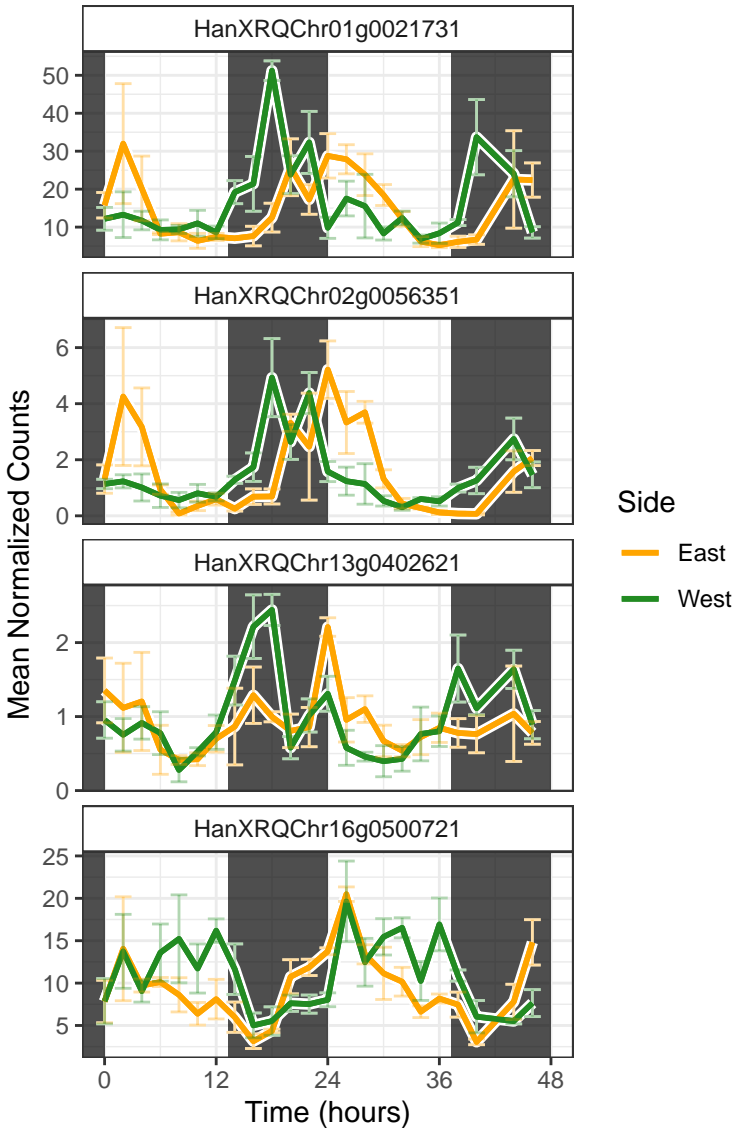 HanXRQChr01g0021731
50
40
30
20
10
HanXRQChr02g0056351
6
4
2
0
HanXRQChr13g0402621
2
1
0
HanXRQChr16g0500721
25
20
15
10
5
0
12
24
36
48
Time (hours)
Mean Normalized Counts
Side
East
West